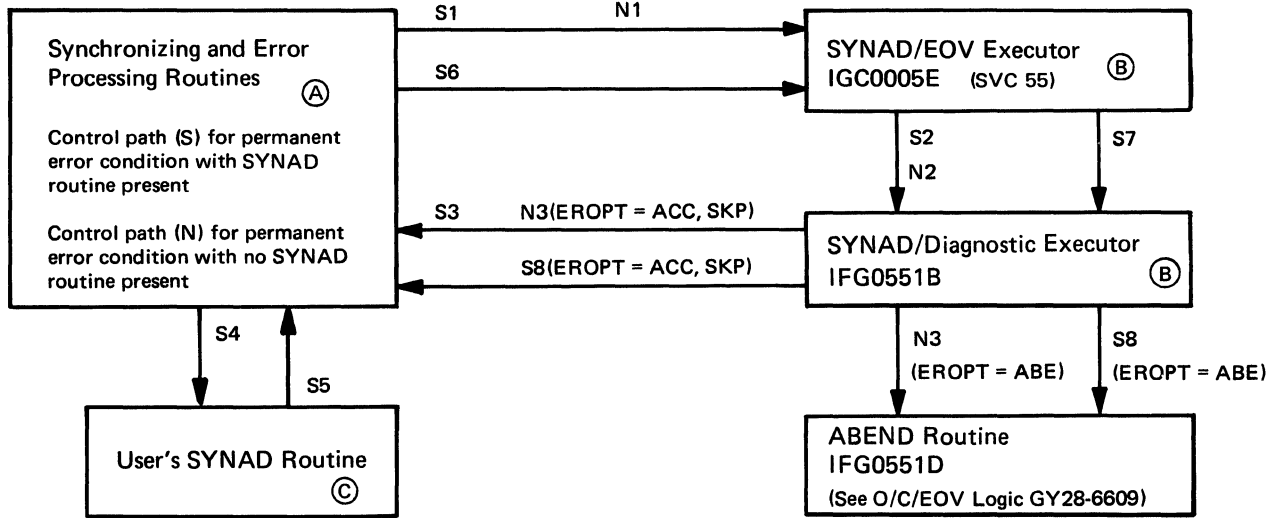 Synchronizing and Error
Processing Routines
A
Control path (S) for permanent
error condition with SYNAD
routine present
Control path (N) for permanent
error condition with no SYNAD
routine present
S1 N1
S6
SYNAD/EOV Executor
IGC0005E (SVC 55)
B
S2
N2
S7
S3 N3(EROPT = ACC, SKP)
S8(EROPT = ACC, SKP)
SYNAD/Diagnostic Executor
IFG0551B
B
S4
S5
N3
(EROPT = ABE)
S8
(EROPT = ABE)
User's SYNAD Routine
C
ABEND Routine
IFG0551D
(See O/C/EOV Logic GY28-6609)